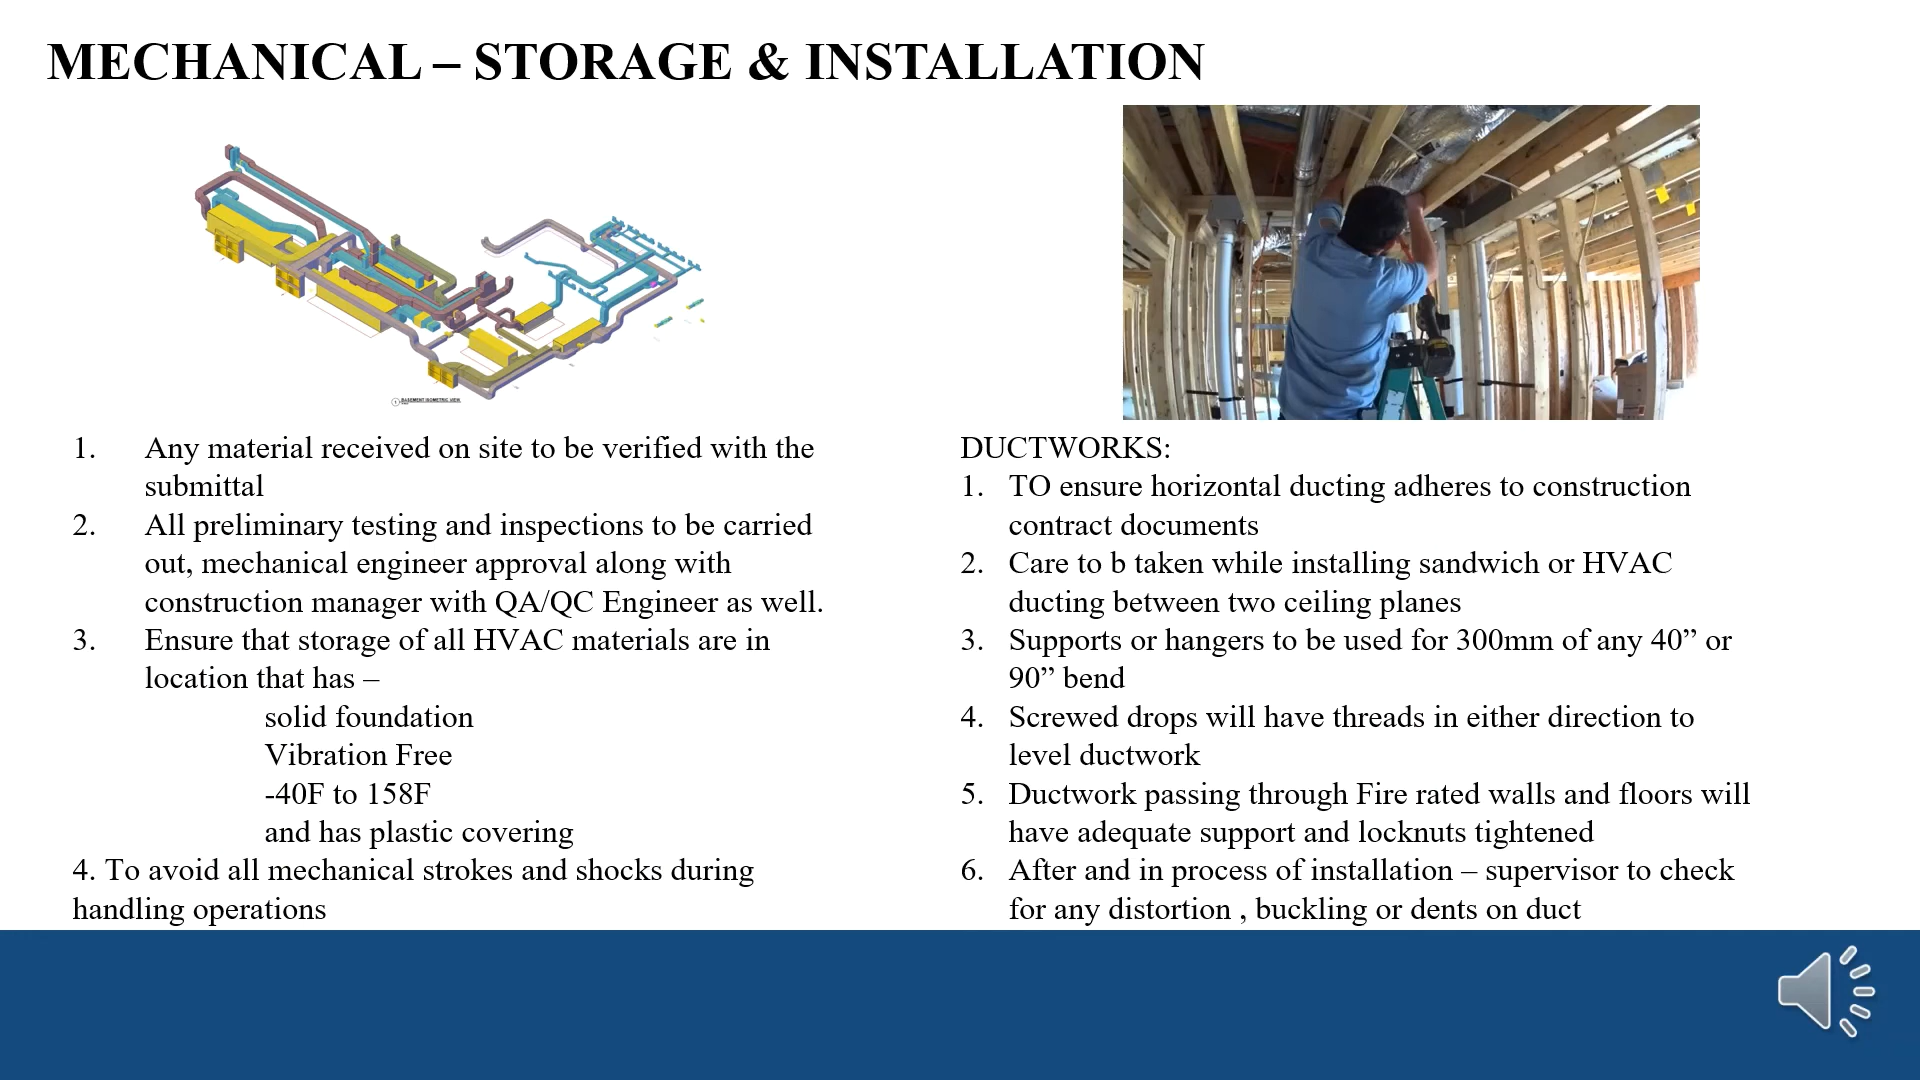 MECHANICAL – STORAGE & INSTALLATION
BASEMENT ISOMETRIC VIEW
1. Any material received on site to be verified with the
submittal
2. All preliminary testing and inspections to be carried
out, mechanical engineer approval along with
construction manager with QA/QC Engineer as well.
3. Ensure that storage of all HVAC materials are in
location that has –
solid foundation
Vibration Free
-40F to 158F
and has plastic covering
4. To avoid all mechanical strokes and shocks during
handling operations
DUCTWORKS:
1. TO ensure horizontal ducting adheres to construction
contract documents
2. Care to b taken while installing sandwich or HVAC
ducting between two ceiling planes
3. Supports or hangers to be used for 300mm of any 40” or
90” bend
4. Screwed drops will have threads in either direction to
level ductwork
5. Ductwork passing through Fire rated walls and floors will
have adequate support and locknuts tightened
6. After and in process of installation – supervisor to check
for any distortion , buckling or dents on duct